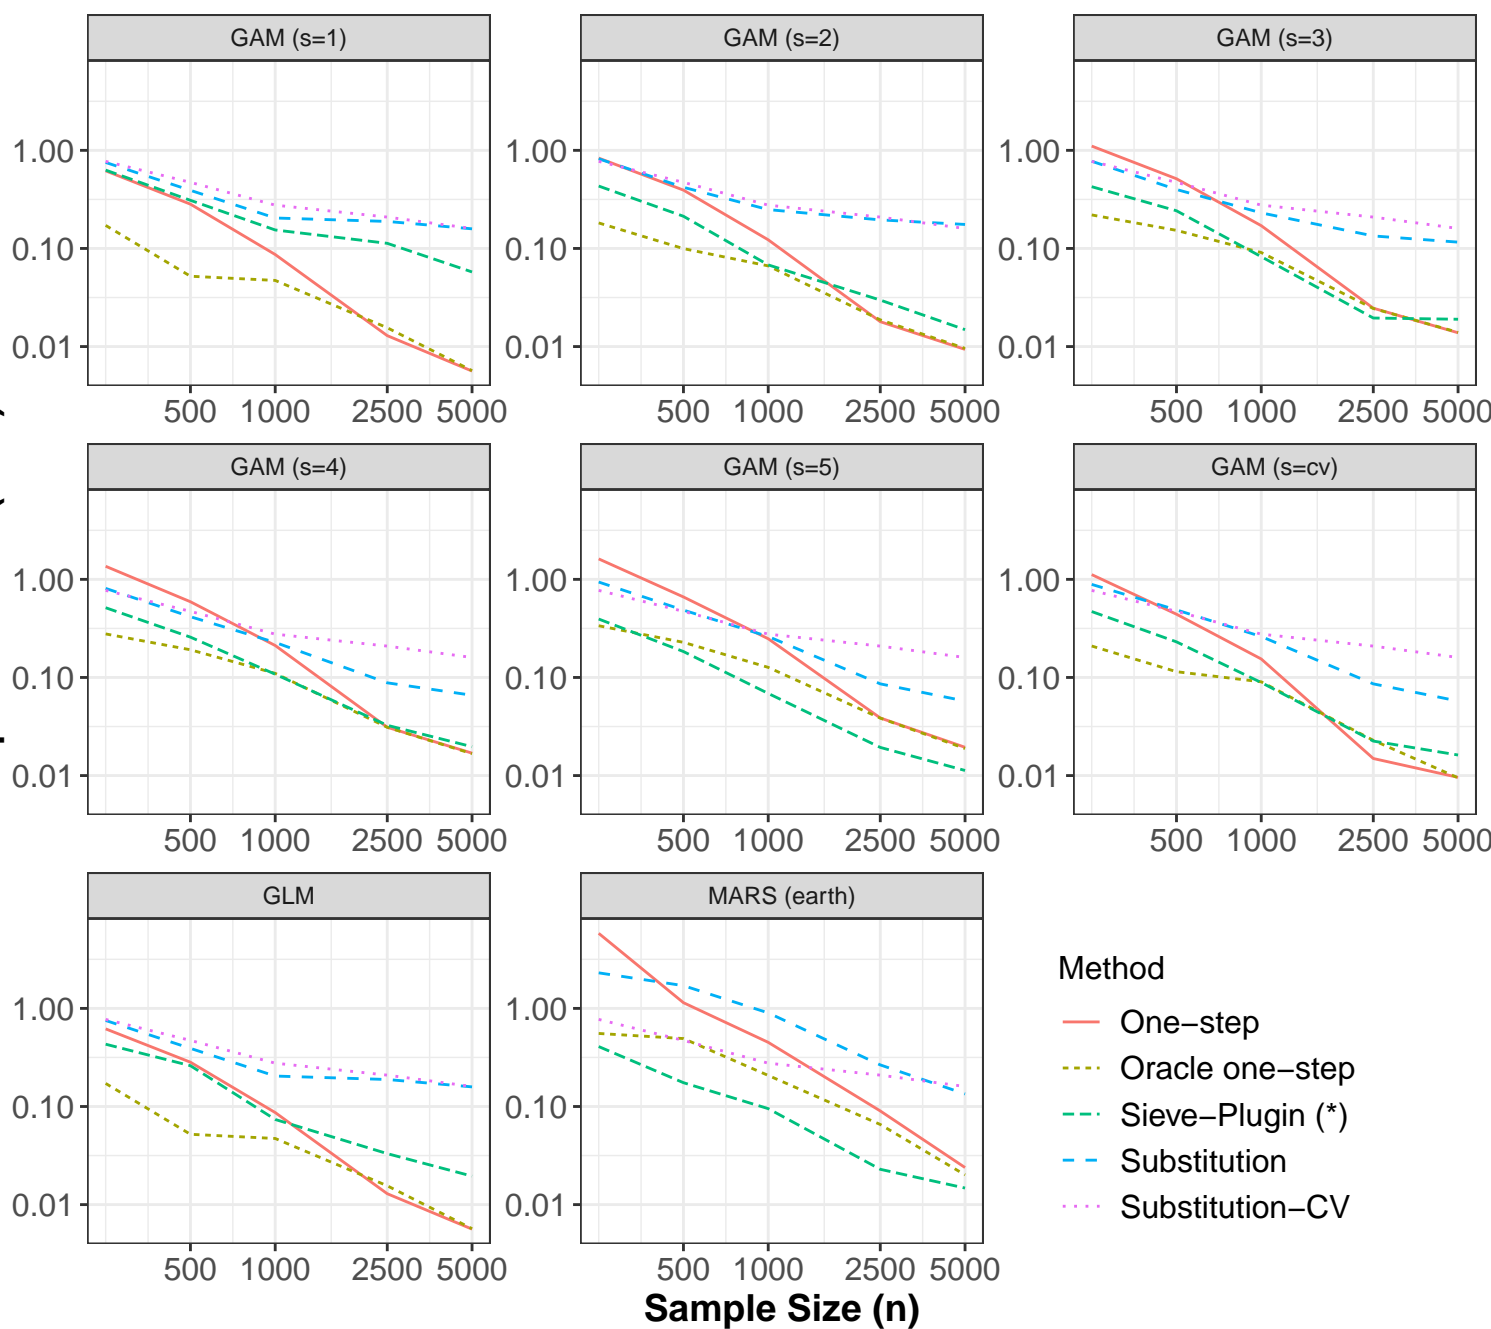 GAM (s=1) GAM (s=2) GAM (s=3)
1.00 1.00 1.00
0.10 0.10 0.10
0.01 0.01 0.01
500 1000 2500 5000 500 1000 2500 5000 500 1000 2500 5000
GAM (s=4) GAM (s=5) GAM (s=cv)
1.00 1.00 1.00
0.10 0.10 0.10
0.01 0.01 0.01
500 1000 2500 5000 500 1000 2500 5000 500 1000 2500 5000
GLM MARS (earth)
1.00 1.00
0.10 0.10
0.01 0.01
500 1000 2500 5000 500 1000 2500 5000
Sample Size (n)
Method
One−step
Oracle one−step
Sieve−Plugin (*)
Substitution
Substitution−CV